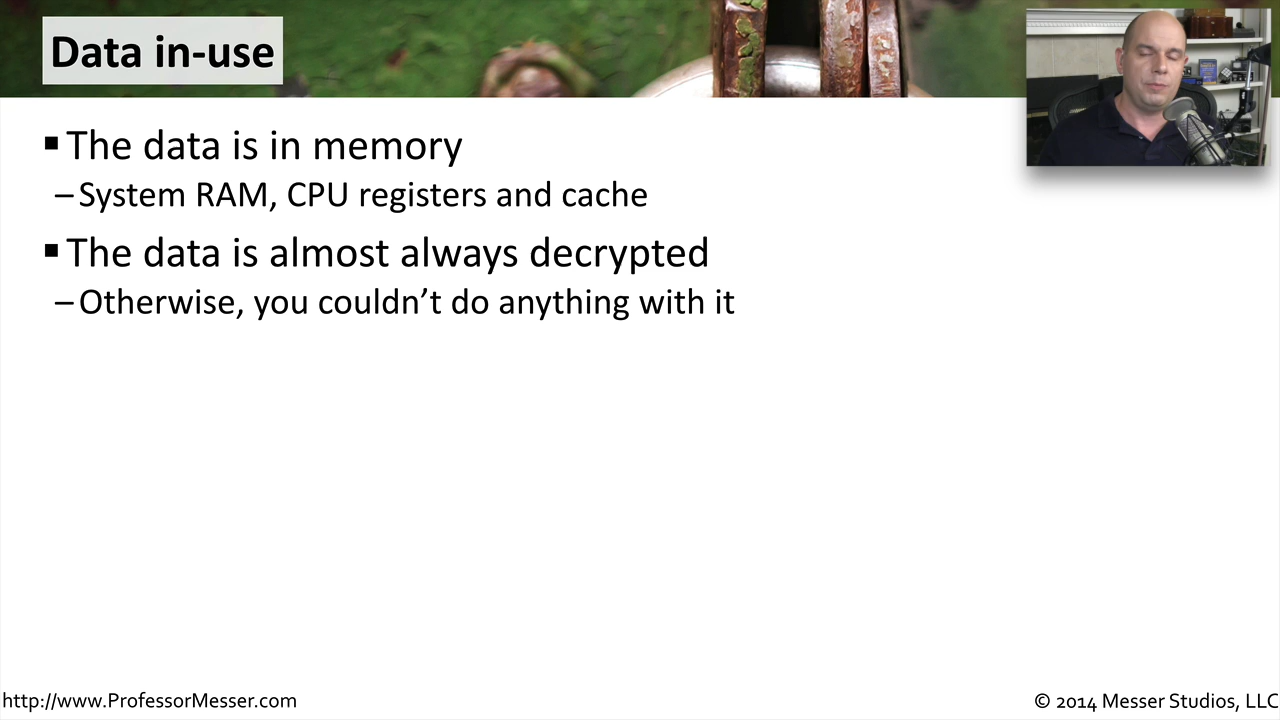 Data in-use
▪ The data is in memory
– System RAM, CPU registers and cache
▪ The data is almost always decrypted
– Otherwise, you couldn’t do anything with it
http://www.ProfessorMesser.com
© 2014 Messer Studios, LLC